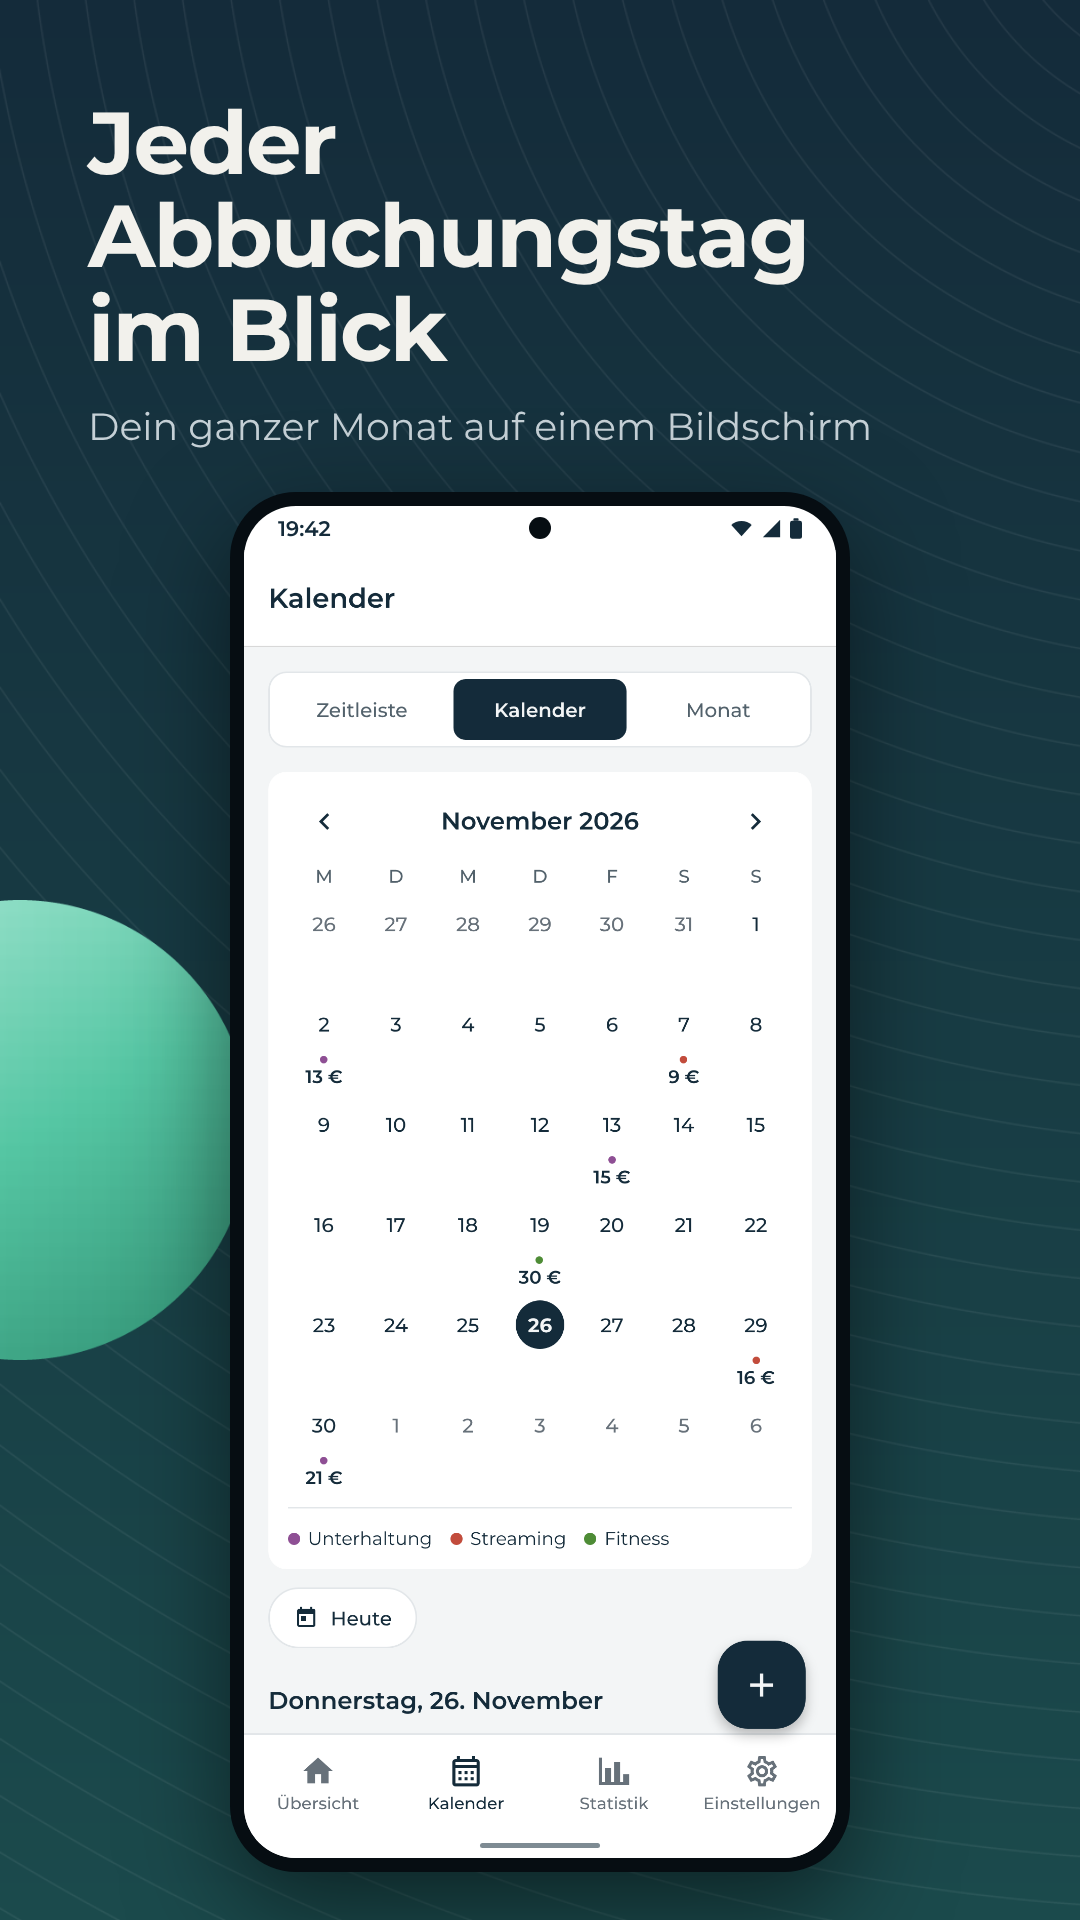 Jeder
Abbuchungstag
im Blick
Dein ganzer Monat auf einem Bildschirm
19:42
Kalender
Zeitleiste Kalender Monat
November 2026
M D M D F S S
26 27 28 29 30 31 1
2 3 4 5 6 7 8
13 € 9 €
9 10 11 12 13 14 15
15 €
16 17 18 19 20 21 22
30 €
23 24 25 26 27 28 29
16 €
30 1 2 3 4 5 6
21 €
Unterhaltung Streaming Fitness
Heute
Donnerstag, 26. November
Übersicht Kalender Statistik Einstellungen